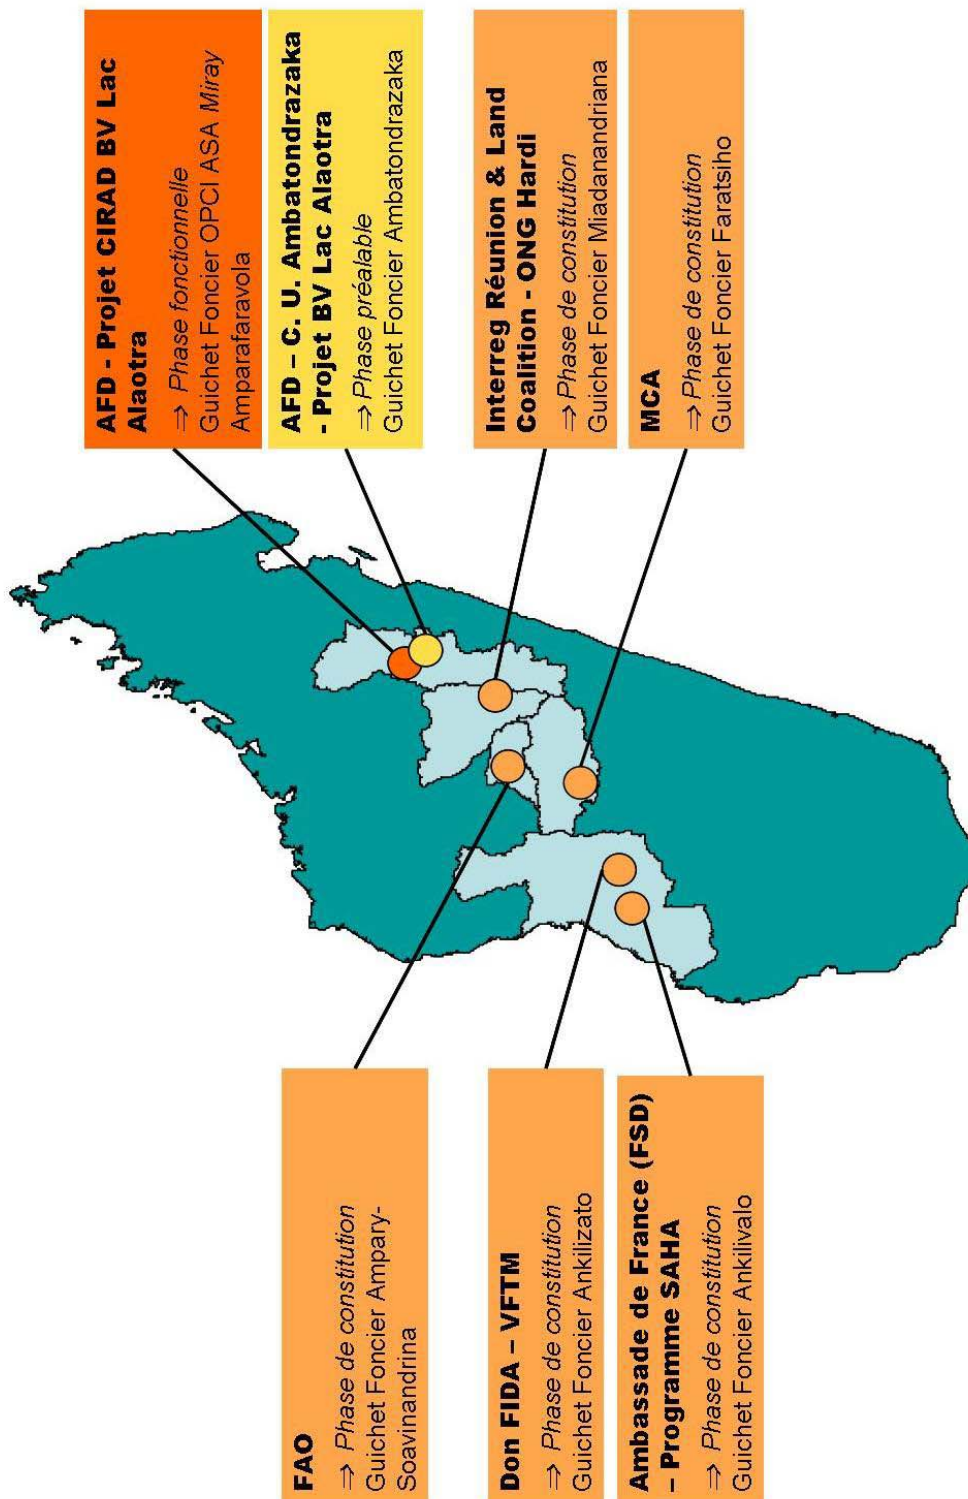 FAO
⇒ Phase de constitution
Guichet Foncier Ampary-
Soavinandrina
Don FIDA – VFTM
⇒ Phase de constitution
Guichet Foncier Ankilizato
Ambassade de France (FSD)
– Programme SAHA
⇒ Phase de constitution
Guichet Foncier Ankilivalo
AFD - Projet CIRAD BV Lac
Alaotra
⇒ Phase fonctionnelle
Guichet Foncier OPCI ASA Miray
Amparafaravola
AFD – C. U. Ambatondrazaka
- Projet BV Lac Alaotra
⇒ Phase préalable
Guichet Foncier Ambatondrazaka
Interreg Réunion & Land
Coalition - ONG Hardi
⇒ Phase de constitution
Guichet Foncier Miadanandriana
MCA
⇒ Phase de constitution
Guichet Foncier Faratsiho